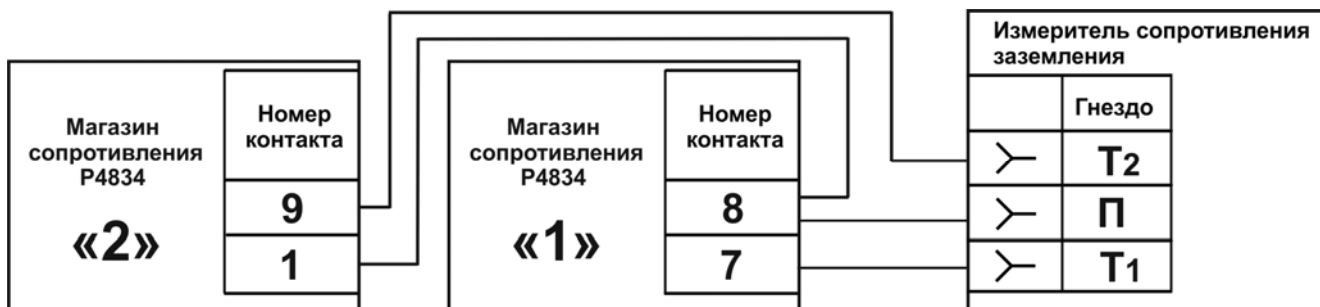 Магазин
сопротивления
Р4834
«2»
Номер
контакта
9
1
Магазин
сопротивления
Р4834
«1»
Номер
контакта
8
7
Измеритель сопротивления
заземления
Гнездо
Т2
П
Т1